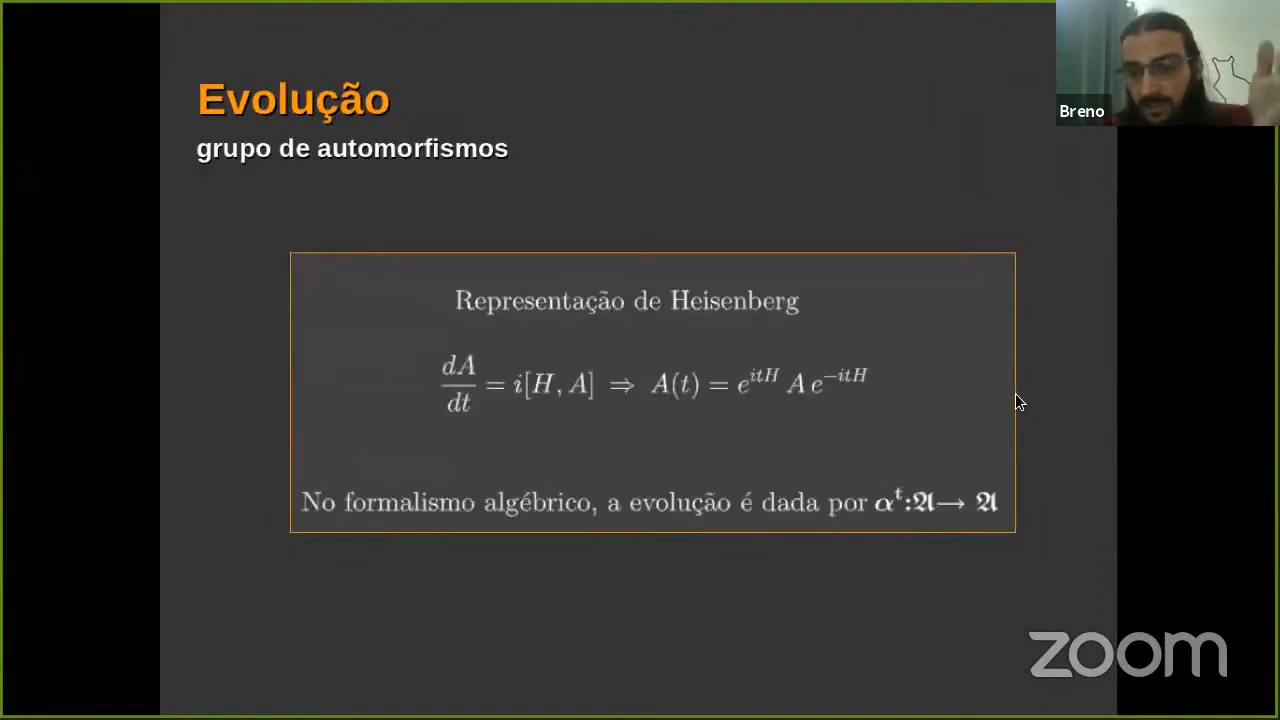 Evolução
grupo de automorfismos
Breno
Representação de Heisenberg
dA/dt = i[H, A] ⇒ A(t) = e^{itH} A e^{−itH}
No formalismo algébrico, a evolução é dada por α^t:𝔄→ 𝔄
zoom